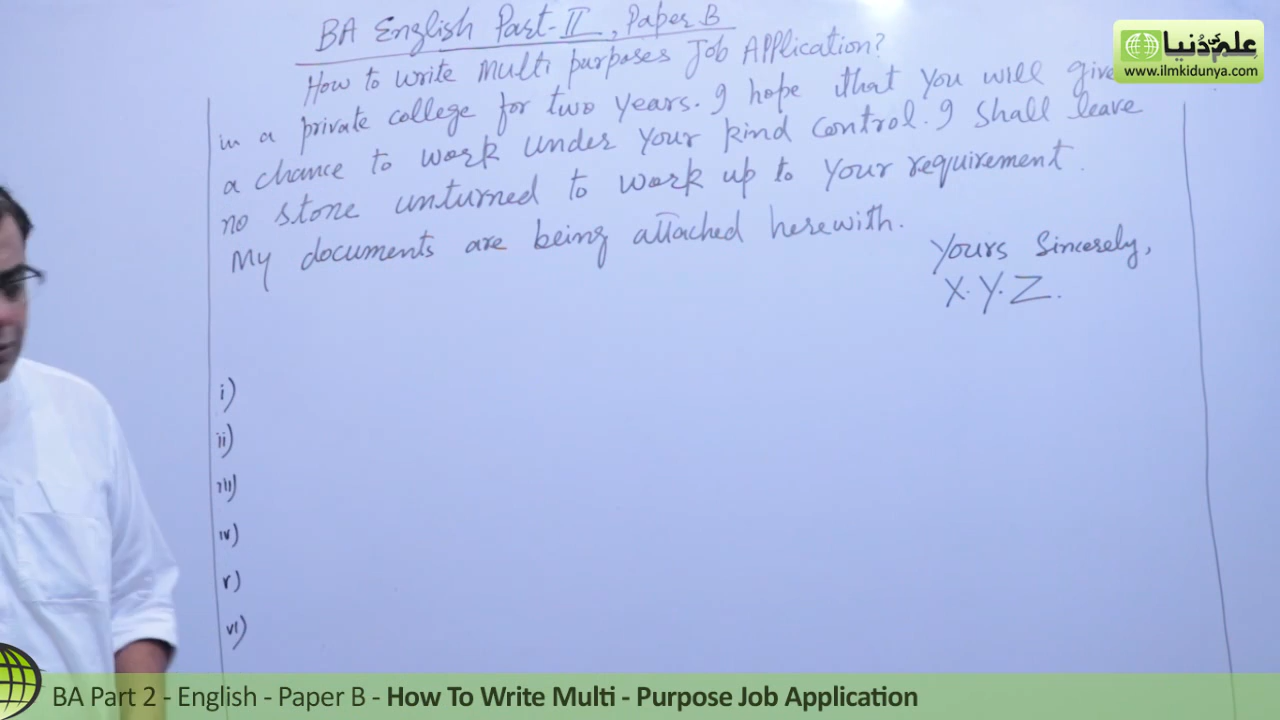 BA English Part-II, Paper B
How to write Multi purposes Job Application?
in a private college for two years. I hope that you will give
a chance to work under your kind control. I shall leave
no stone unturned to work up to your requirement.
My documents are being attached herewith.
Yours Sincerely,
X.Y.Z.
i)
ii)
iii)
iv)
v)
vi)
علم کی دُنیا
www.ilmkidunya.com
BA Part 2 - English - Paper B - How To Write Multi - Purpose Job Application